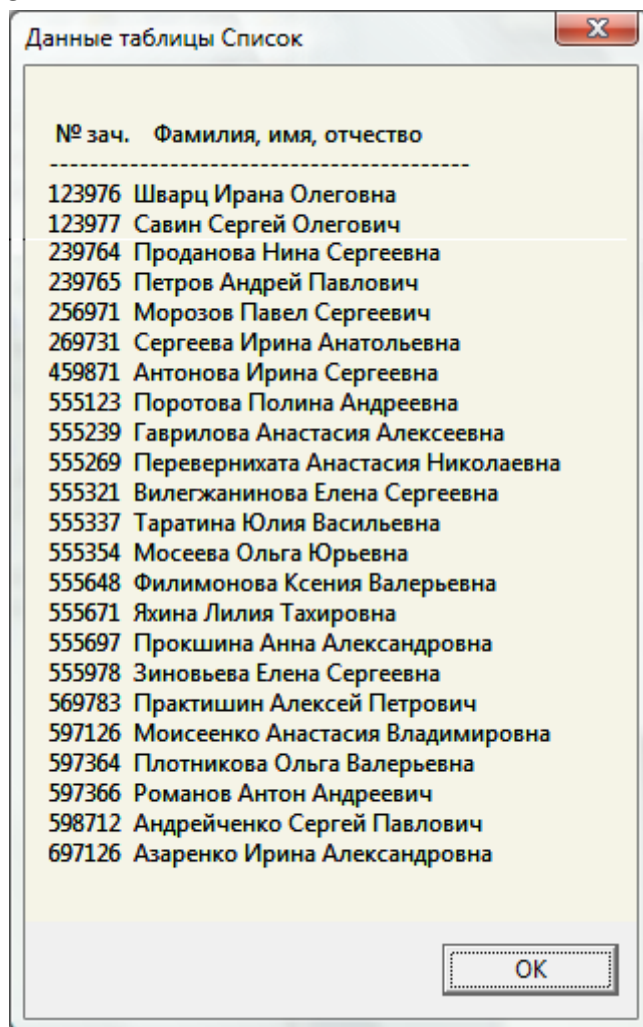 Данные таблицы Список
№ зач. Фамилия, имя, отчество
------------------------------------------
123976 Шварц Ирана Олеговна
123977 Савин Сергей Олегович
239764 Проданова Нина Сергеевна
239765 Петров Андрей Павлович
256971 Морозов Павел Сергеевич
269731 Сергеева Ирина Анатольевна
459871 Антонова Ирина Сергеевна
555123 Поротова Полина Андреевна
555239 Гаврилова Анастасия Алексеевна
555269 Перевернихата Анастасия Николаевна
555321 Вилегжанинова Елена Сергеевна
555337 Таратина Юлия Васильевна
555354 Мосеева Ольга Юрьевна
555648 Филимонова Ксения Валерьевна
555671 Яхина Лилия Тахировна
555697 Прокшина Анна Александровна
555978 Зиновьева Елена Сергеевна
569783 Практишин Алексей Петрович
597126 Моисеенко Анастасия Владимировна
597364 Плотникова Ольга Валерьевна
597366 Романов Антон Андреевич
598712 Андрейченко Сергей Павлович
697126 Азаренко Ирина Александровна
OK